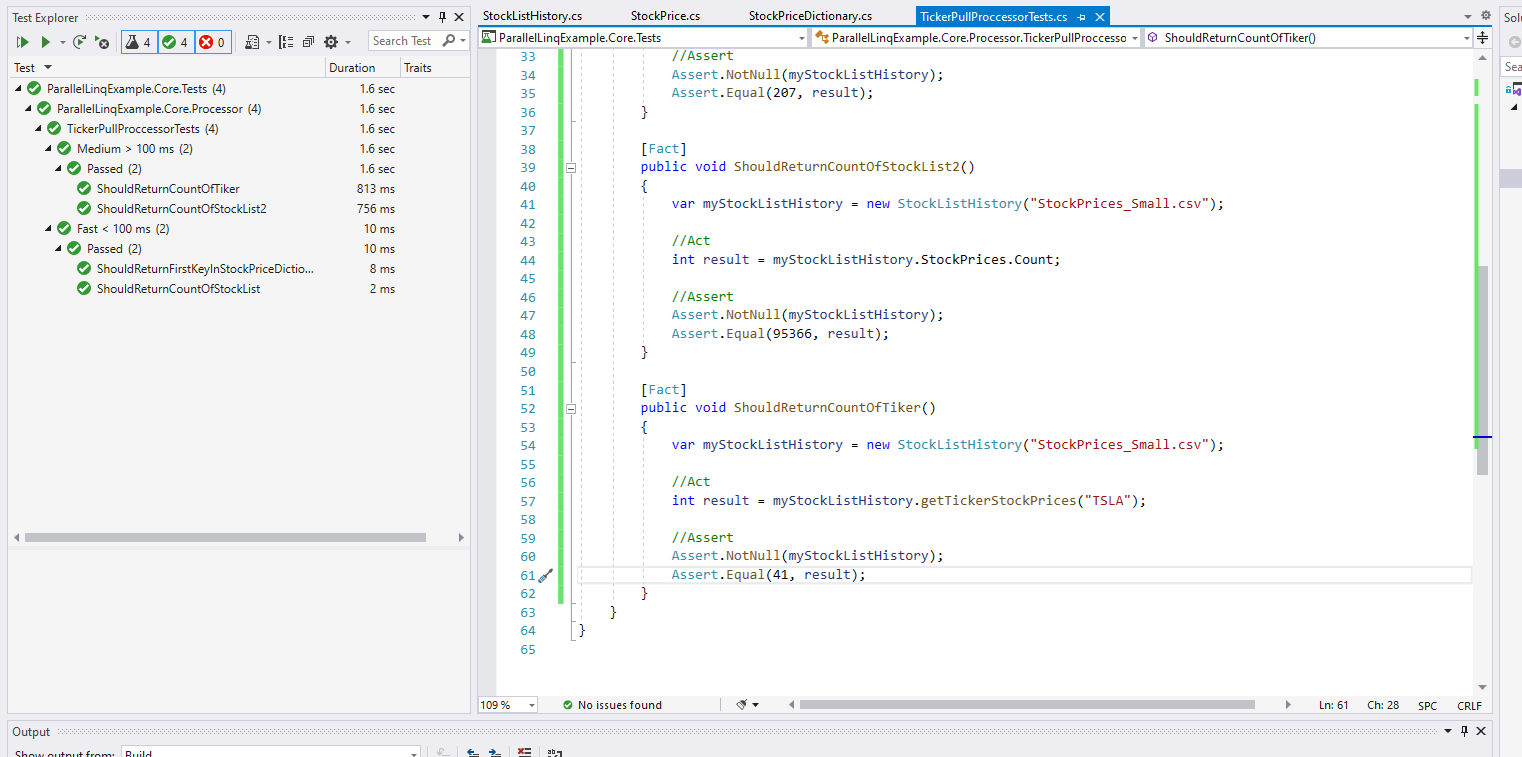 Test Explorer
4 4 0
Search Test
Test Duration Traits
ParallelLinqExample.Core.Tests (4) 1.6 sec
ParallelLinqExample.Core.Processor (4) 1.6 sec
TickerPullProccessorTests (4) 1.6 sec
Medium > 100 ms (2) 1.6 sec
Passed (2) 1.6 sec
ShouldReturnCountOfTiker 813 ms
ShouldReturnCountOfStockList2 756 ms
Fast < 100 ms (2) 10 ms
Passed (2) 10 ms
ShouldReturnFirstKeyInStockPriceDictio... 8 ms
ShouldReturnCountOfStockList 2 ms
StockListHistory.cs StockPrice.cs StockPriceDictionary.cs TickerPullProccessorTests.cs
ParallelLinqExample.Core.Tests ParallelLinqExample.Core.Processor.TickerPullProccesso ShouldReturnCountOfTiker()
33 //Assert
34 Assert.NotNull(myStockListHistory);
35 Assert.Equal(207, result);
36 }
37
38 [Fact]
39 public void ShouldReturnCountOfStockList2()
40 {
41 var myStockListHistory = new StockListHistory("StockPrices_Small.csv");
42
43 //Act
44 int result = myStockListHistory.StockPrices.Count;
45
46 //Assert
47 Assert.NotNull(myStockListHistory);
48 Assert.Equal(95366, result);
49 }
50
51 [Fact]
52 public void ShouldReturnCountOfTiker()
53 {
54 var myStockListHistory = new StockListHistory("StockPrices_Small.csv");
55
56 //Act
57 int result = myStockListHistory.getTickerStockPrices("TSLA");
58
59 //Assert
60 Assert.NotNull(myStockListHistory);
61 Assert.Equal(41, result);
62 }
63 }
64 }
65
109 % No issues found Ln: 61 Ch: 28 SPC CRLF
Output
Show output from: Build
Solu
Sea